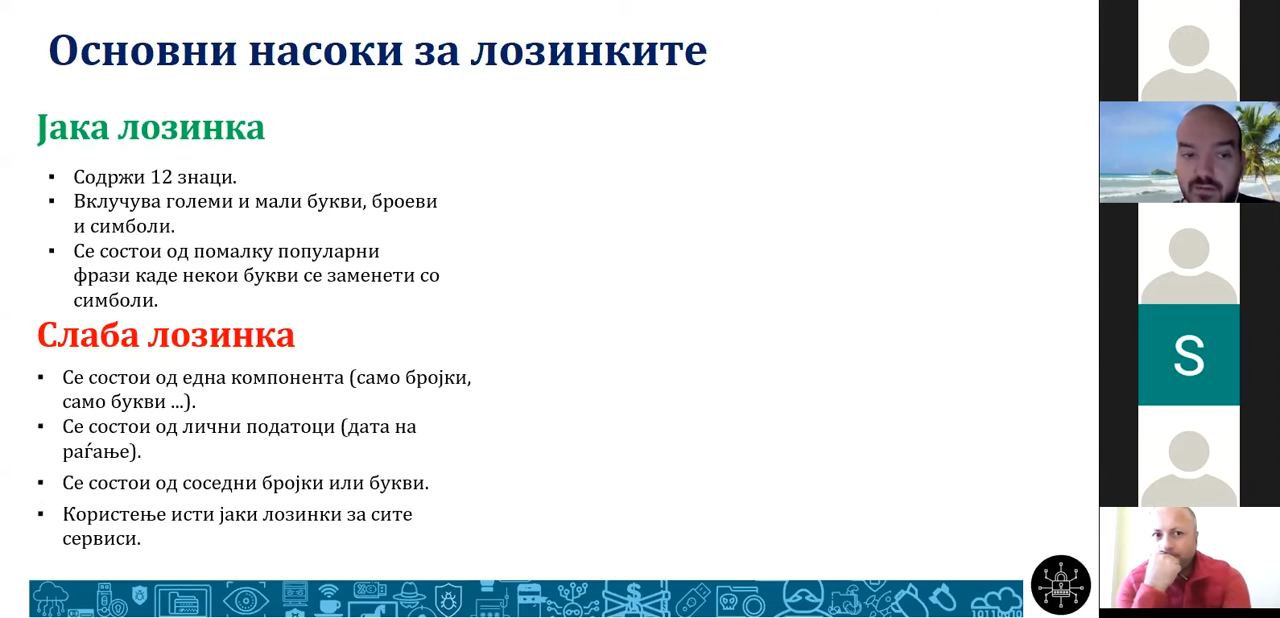 Основни насоки за лозинките
Јака лозинка
▪ Содржи 12 знаци.
▪ Вклучува големи и мали букви, броеви
и симболи.
▪ Се состои од помалку популарни
фрази каде некои букви се заменети со
симболи.
Слаба лозинка
▪ Се состои од една компонента (само бројки,
само букви ...).
▪ Се состои од лични податоци (дата на
раѓање).
▪ Се состои од соседни бројки или букви.
▪ Користење исти јаки лозинки за сите
сервиси.
S